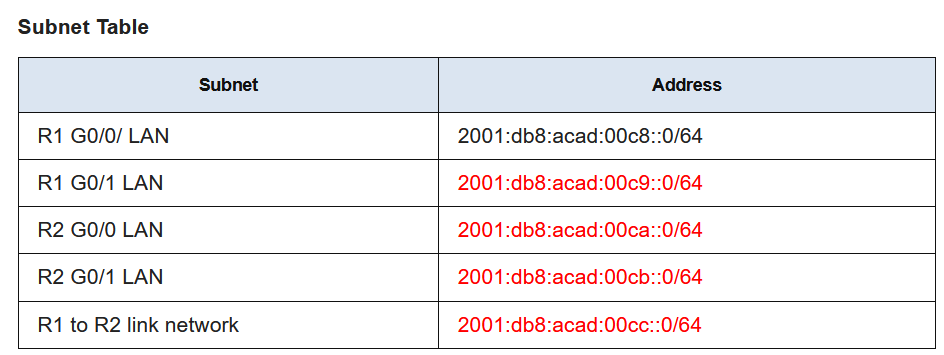 Subnet Table
Subnet Address
R1 G0/0/ LAN 2001:db8:acad:00c8::0/64
R1 G0/1 LAN 2001:db8:acad:00c9::0/64
R2 G0/0 LAN 2001:db8:acad:00ca::0/64
R2 G0/1 LAN 2001:db8:acad:00cb::0/64
R1 to R2 link network 2001:db8:acad:00cc::0/64